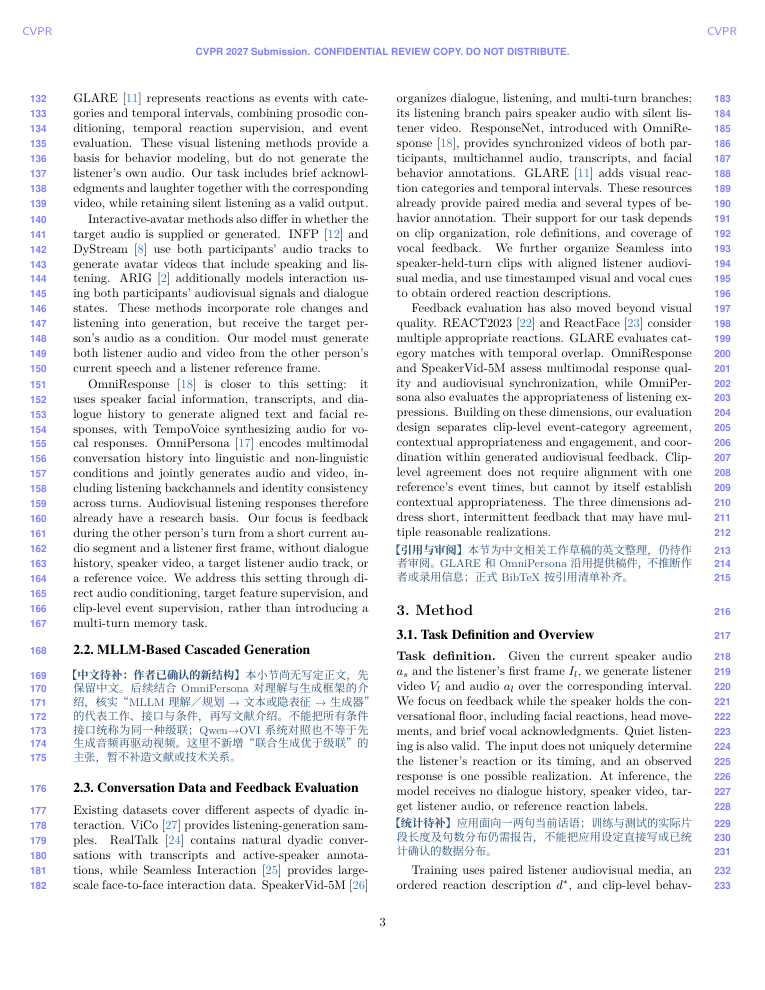 CVPR
CVPR
CVPR 2027 Submission. CONFIDENTIAL REVIEW COPY. DO NOT DISTRIBUTE.
132 GLARE [11] represents reactions as events with cate-
133 gories and temporal intervals, combining prosodic con-
134 ditioning, temporal reaction supervision, and event
135 evaluation. These visual listening methods provide a
136 basis for behavior modeling, but do not generate the
137 listener's own audio. Our task includes brief acknowl-
138 edgments and laughter together with the corresponding
139 video, while retaining silent listening as a valid output.
140 Interactive-avatar methods also differ in whether the
141 target audio is supplied or generated. INFP [12] and
142 DyStream [8] use both participants' audio tracks to
143 generate avatar videos that include speaking and lis-
144 tening. ARIG [2] additionally models interaction us-
145 ing both participants' audiovisual signals and dialogue
146 states. These methods incorporate role changes and
147 listening into generation, but receive the target per-
148 son's audio as a condition. Our model must generate
149 both listener audio and video from the other person's
150 current speech and a listener reference frame.
151 OmniResponse [18] is closer to this setting: it
152 uses speaker facial information, transcripts, and dia-
153 logue history to generate aligned text and facial re-
154 sponses, with TempoVoice synthesizing audio for vo-
155 cal responses. OmniPersona [17] encodes multimodal
156 conversation history into linguistic and non-linguistic
157 conditions and jointly generates audio and video, in-
158 cluding listening backchannels and identity consistency
159 across turns. Audiovisual listening responses therefore
160 already have a research basis. Our focus is feedback
161 during the other person's turn from a short current au-
162 dio segment and a listener first frame, without dialogue
163 history, speaker video, a target listener audio track, or
164 a reference voice. We address this setting through di-
165 rect audio conditioning, target feature supervision, and
166 clip-level event supervision, rather than introducing a
167 multi-turn memory task.
168 2.2. MLLM-Based Cascaded Generation
169 【中文待补：作者已确认的新结构】本小节尚无写定正文，先
170 保留中文。后续结合 OmniPersona 对理解与生成框架的介
171 绍，核实“MLLM 理解／规划 → 文本或隐表征 → 生成器”
172 的代表工作、接口与条件，再写文献介绍。不能把所有条件
173 接口统称为同一种级联；Qwen→OVI 系统对照也不等于先
174 生成音频再驱动视频。这里不新增“联合生成优于级联”的
175 主张，暂不补造文献或技术关系。
176 2.3. Conversation Data and Feedback Evaluation
177 Existing datasets cover different aspects of dyadic in-
178 teraction. ViCo [27] provides listening-generation sam-
179 ples. RealTalk [24] contains natural dyadic conver-
180 sations with transcripts and active-speaker annota-
181 tions, while Seamless Interaction [25] provides large-
182 scale face-to-face interaction data. SpeakerVid-5M [26]
organizes dialogue, listening, and multi-turn branches; 183
its listening branch pairs speaker audio with silent lis- 184
tener video. ResponseNet, introduced with OmniRe- 185
sponse [18], provides synchronized videos of both par- 186
ticipants, multichannel audio, transcripts, and facial 187
behavior annotations. GLARE [11] adds visual reac- 188
tion categories and temporal intervals. These resources 189
already provide paired media and several types of be- 190
havior annotation. Their support for our task depends 191
on clip organization, role definitions, and coverage of 192
vocal feedback. We further organize Seamless into 193
speaker-held-turn clips with aligned listener audiovi- 194
sual media, and use timestamped visual and vocal cues 195
to obtain ordered reaction descriptions. 196
Feedback evaluation has also moved beyond visual 197
quality. REACT2023 [22] and ReactFace [23] consider 198
multiple appropriate reactions. GLARE evaluates cat- 199
egory matches with temporal overlap. OmniResponse 200
and SpeakerVid-5M assess multimodal response qual- 201
ity and audiovisual synchronization, while OmniPer- 202
sona also evaluates the appropriateness of listening ex- 203
pressions. Building on these dimensions, our evaluation 204
design separates clip-level event-category agreement, 205
contextual appropriateness and engagement, and coor- 206
dination within generated audiovisual feedback. Clip- 207
level agreement does not require alignment with one 208
reference's event times, but cannot by itself establish 209
contextual appropriateness. The three dimensions ad- 210
dress short, intermittent feedback that may have mul- 211
tiple reasonable realizations. 212
【引用与审阅】本节为中文相关工作草稿的英文整理，仍待作 213
者审阅。GLARE 和 OmniPersona 沿用提供稿件，不推断作 214
者或录用信息；正式 BibTeX 按引用清单补齐。 215
3. Method 216
3.1. Task Definition and Overview 217
Task definition. Given the current speaker audio 218
a_s and the listener's first frame I_l, we generate listener 219
video V_l and audio a_l over the corresponding interval. 220
We focus on feedback while the speaker holds the con- 221
versational floor, including facial reactions, head move- 222
ments, and brief vocal acknowledgments. Quiet listen- 223
ing is also valid. The input does not uniquely determine 224
the listener's reaction or its timing, and an observed 225
response is one possible realization. At inference, the 226
model receives no dialogue history, speaker video, tar- 227
get listener audio, or reference reaction labels. 228
【统计待补】应用面向一两句当前话语；训练与测试的实际片 229
段长度及句数分布仍需报告，不能把应用设定直接写成已统 230
计确认的数据分布。 231
Training uses paired listener audiovisual media, an 232
ordered reaction description d*, and clip-level behav- 233
3